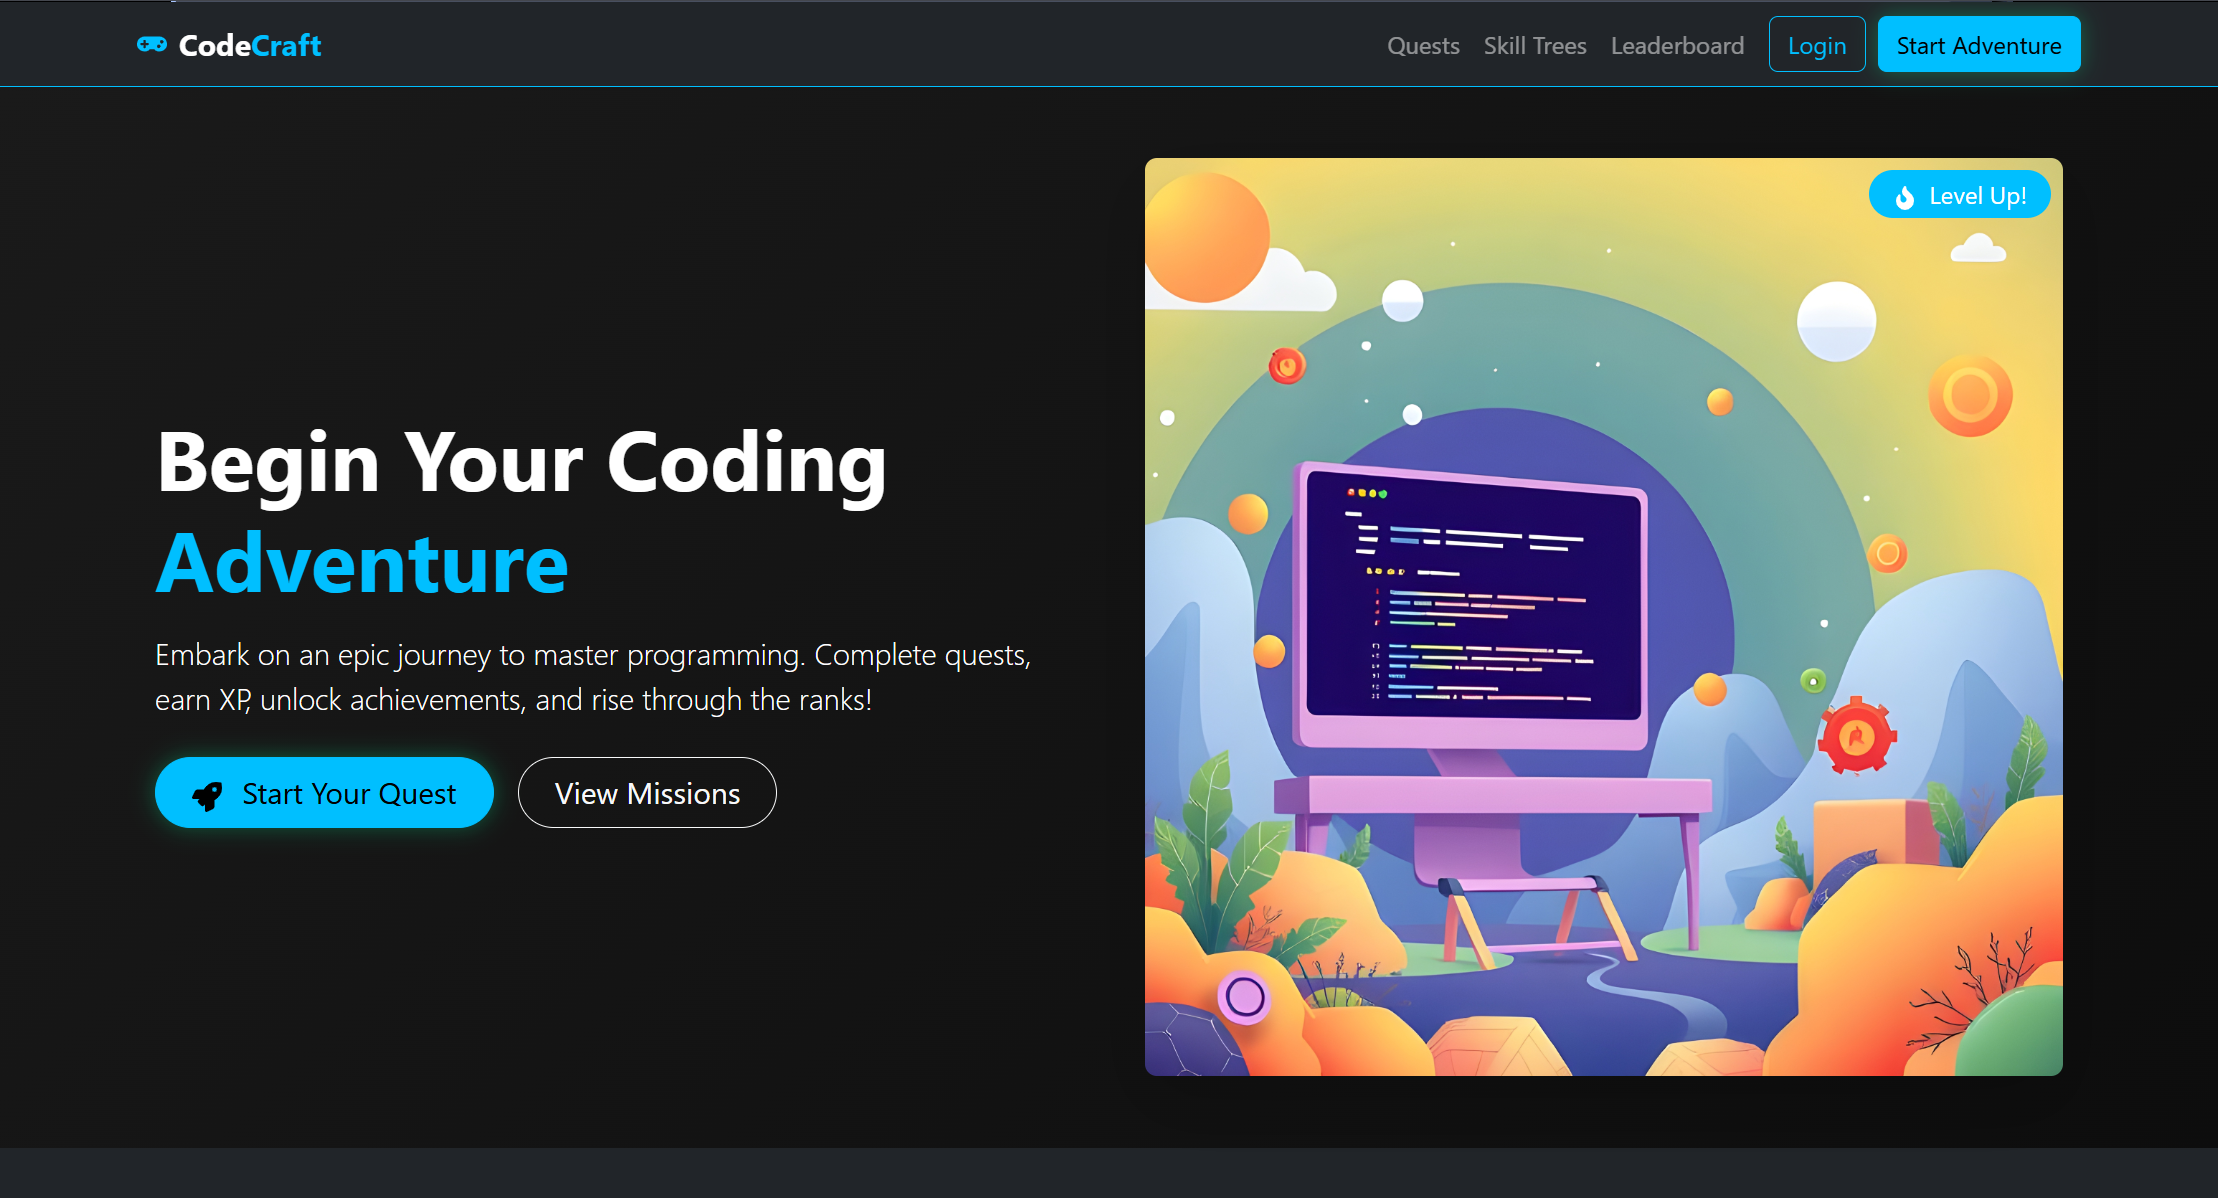 CodeCraft
Quests
Skill Trees
Leaderboard
Login
Start Adventure
Begin Your Coding
Adventure
Embark on an epic journey to master programming. Complete quests,
earn XP, unlock achievements, and rise through the ranks!
Start Your Quest
View Missions
Level Up!